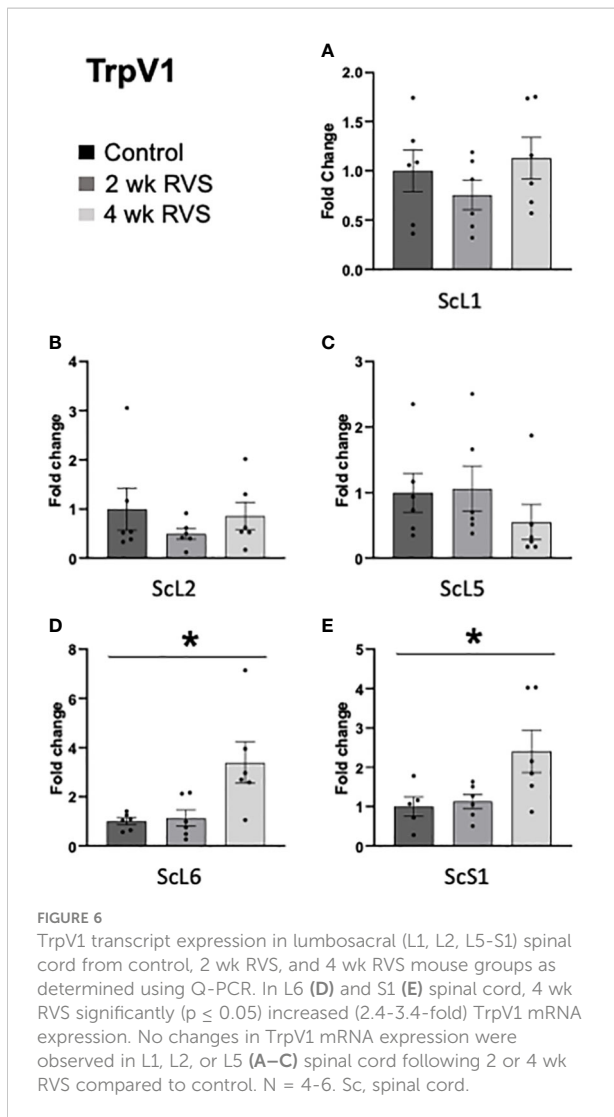 TrpV1
Control
2 wk RVS
4 wk RVS
A
Fold Change
2.0
1.5
1.0
0.5
0.0
ScL1
B
Fold change
4
3
2
1
0
ScL2
C
Fold change
3
2
1
0
ScL5
D
Fold change
8
6
4
2
0
*
ScL6
E
Fold change
5
4
3
2
1
0
*
ScS1
FIGURE 6
TrpV1 transcript expression in lumbosacral (L1, L2, L5-S1) spinal
cord from control, 2 wk RVS, and 4 wk RVS mouse groups as
determined using Q-PCR. In L6 (D) and S1 (E) spinal cord, 4 wk
RVS significantly (p ≤ 0.05) increased (2.4-3.4-fold) TrpV1 mRNA
expression. No changes in TrpV1 mRNA expression were
observed in L1, L2, or L5 (A–C) spinal cord following 2 or 4 wk
RVS compared to control. N = 4-6. Sc, spinal cord.